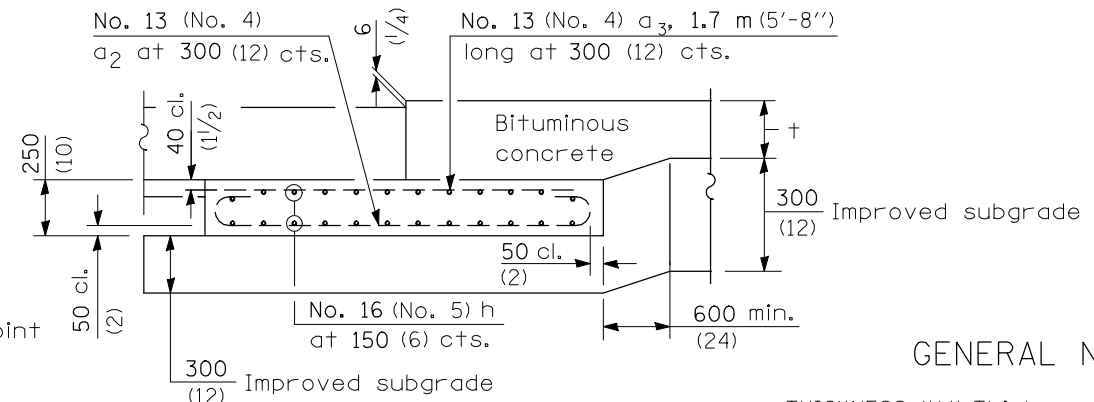 No. 13 (No. 4)
a2 at 300 (12) cts.
6
(1/4)
No. 13 (No. 4) a3, 1.7 m (5'-8'')
long at 300 (12) cts.
40 cl.
(1 1/2)
250
(10)
Bituminous
concrete
t
300
(12)
Improved subgrade
50 cl.
(2)
50 cl.
(2)
No. 16 (No. 5) h
at 150 (6) cts.
600 min.
(24)
oint
300
(12)
Improved subgrade
GENERAL N